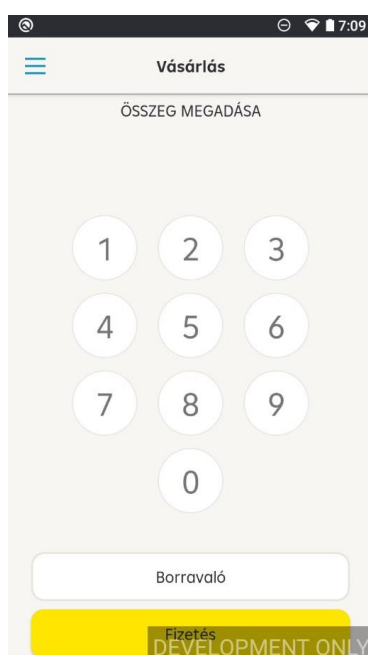 7:09
Vásárlás
ÖSSZEG MEGADÁSA
1 2 3
4 5 6
7 8 9
0
Borravaló
Fizetés
DEVELOPMENT ONLY